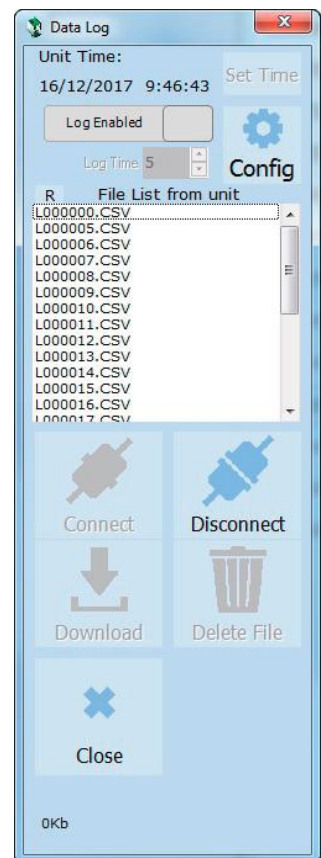 Data Log
Unit Time:
16/12/2017 9:46:43
Set Time
Log Enabled
Log Time 5
Config
R File List from unit
L000000.CSV
L000005.CSV
L000006.CSV
L000007.CSV
L000008.CSV
L000009.CSV
L000010.CSV
L000011.CSV
L000012.CSV
L000013.CSV
L000014.CSV
L000015.CSV
L000016.CSV
L000017.CSV
Connect
Disconnect
Download
Delete File
Close
0Kb